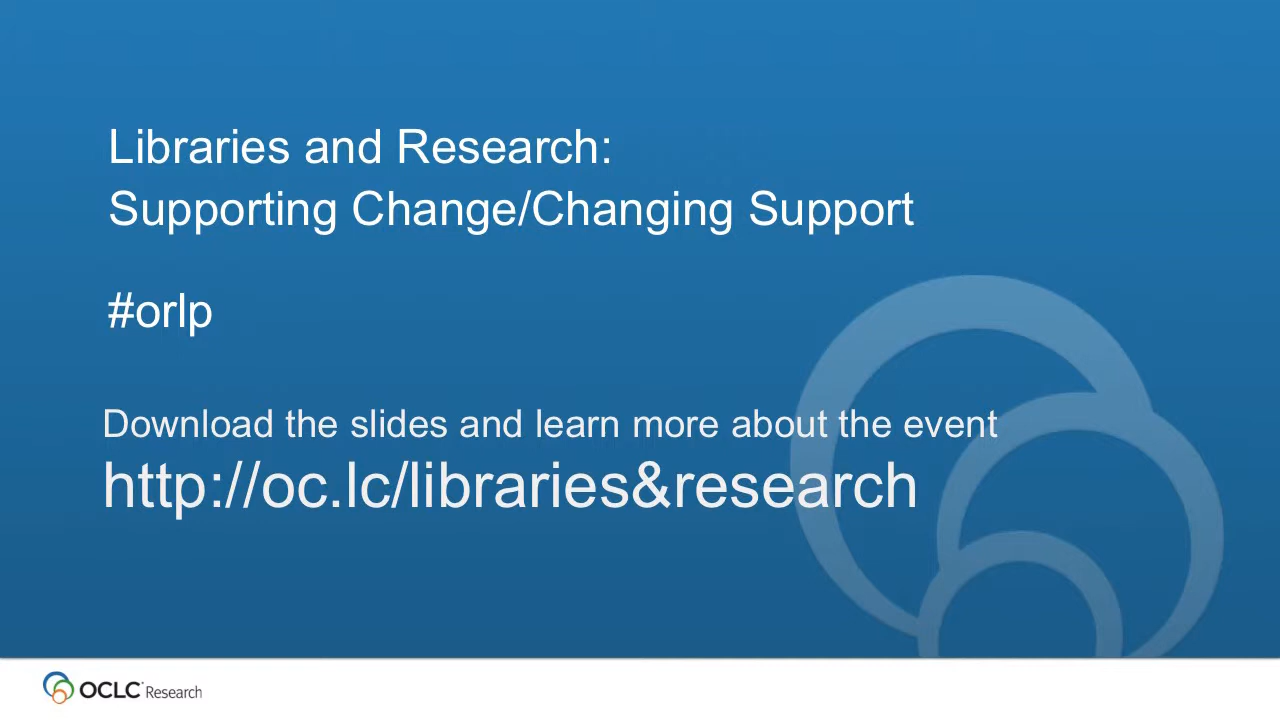 Libraries and Research:
Supporting Change/Changing Support
#orlp
Download the slides and learn more about the event
http://oc.lc/libraries&research
OCLC Research